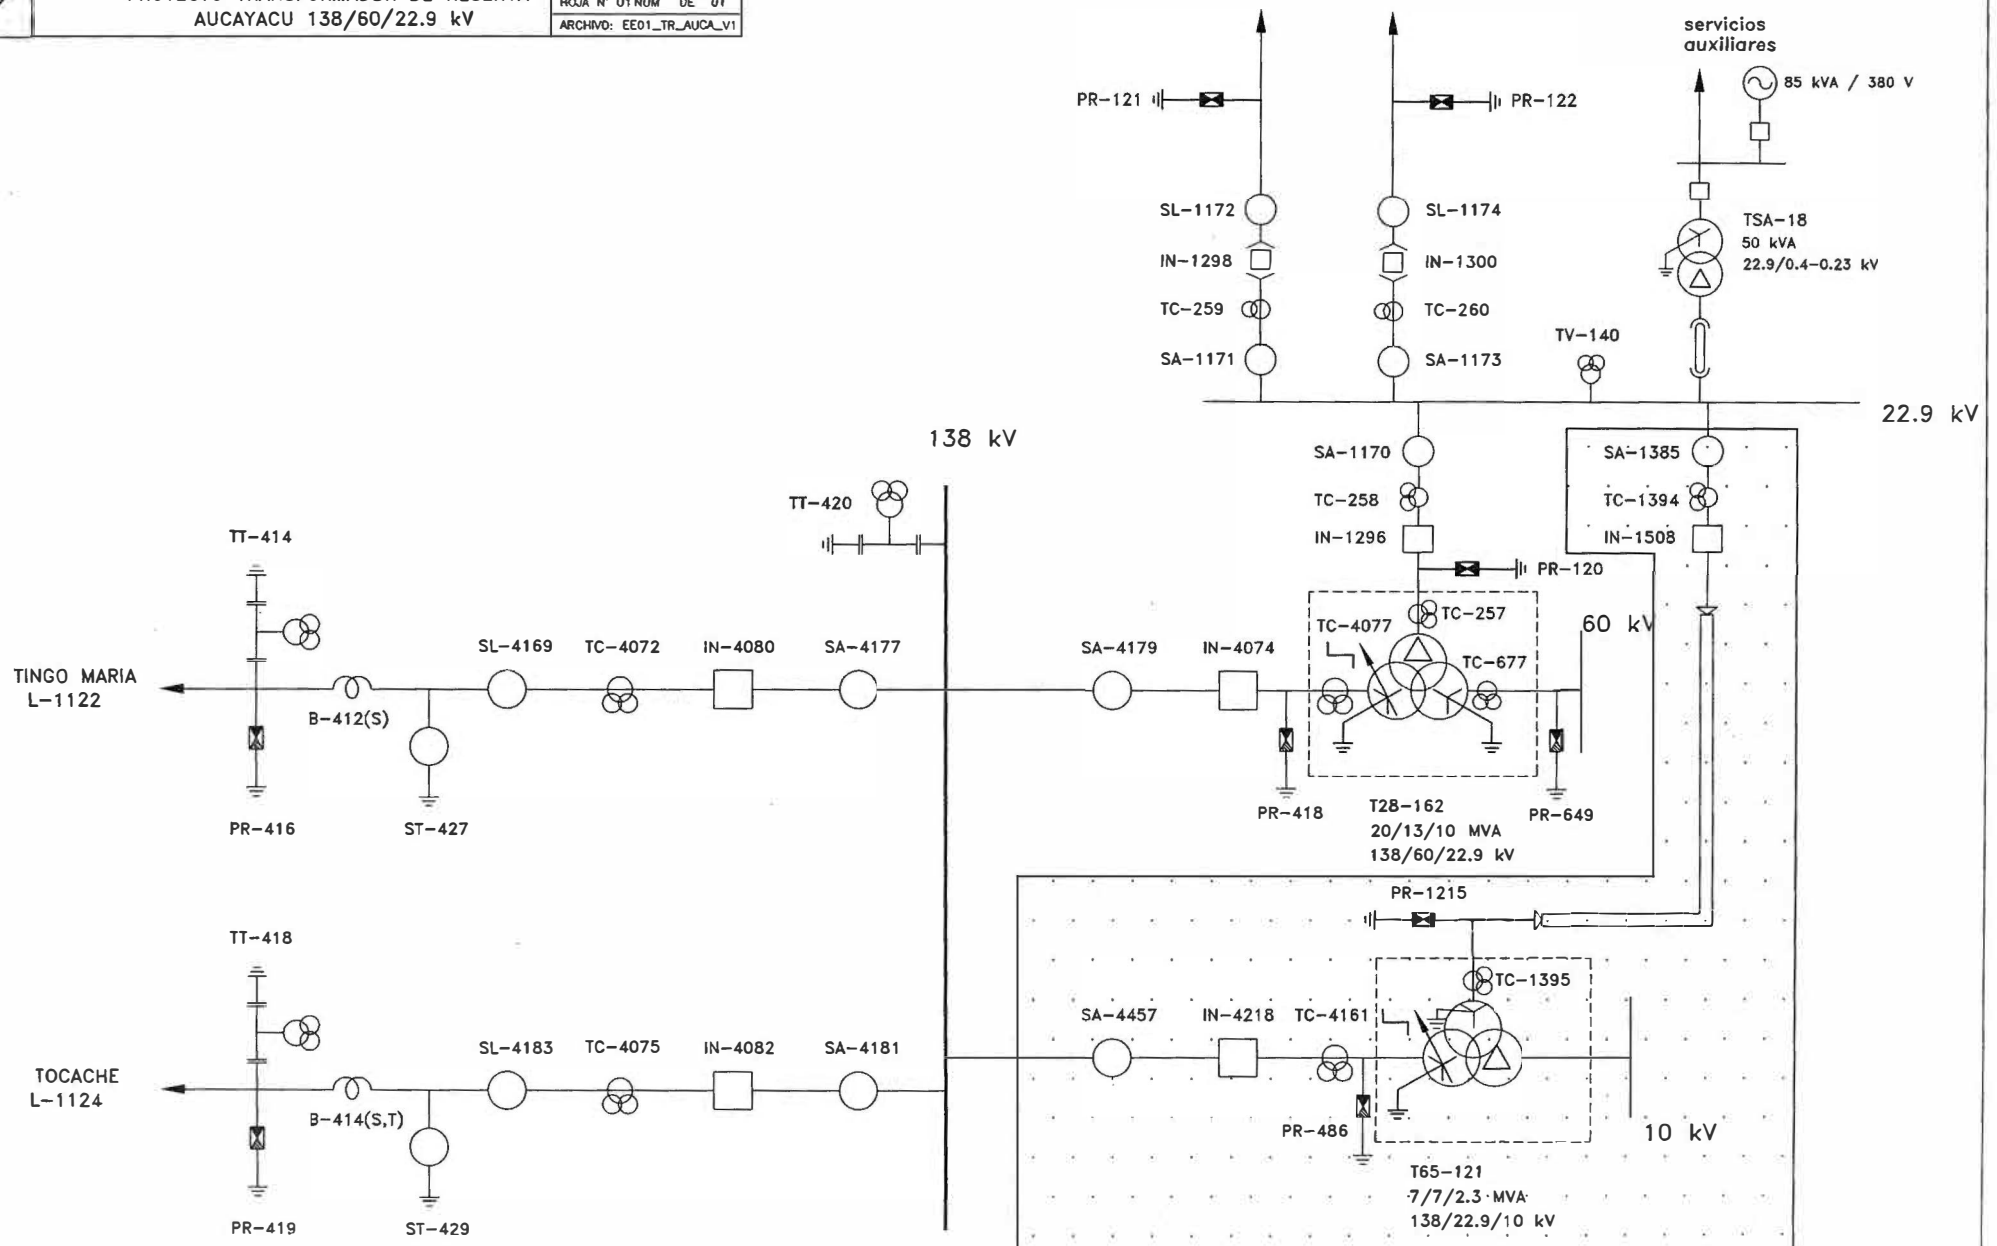 AUCAYACU 138/60/22.9 kV
ARCHIVO: EE01_TR_AUCA_V1
servicios
auxiliares
85 kVA / 380 V
PR-121
PR-122
SL-1172
SL-1174
TSA-18
50 kVA
22.9/0.4-0.23 kV
IN-1298
IN-1300
TC-259
TC-260
TV-140
SA-1171
SA-1173
22.9 kV
138 kV
SA-1170
SA-1385
TT-420
TC-258
TC-1394
TT-414
IN-1296
IN-1508
PR-120
TC-257
TC-4077
60 kV
SL-4169
TC-4072
IN-4080
SA-4177
SA-4179
IN-4074
TC-677
TINGO MARIA
L-1122
B-412(S)
PR-416
ST-427
PR-418
T28-162
20/13/10 MVA
138/60/22.9 kV
PR-649
PR-1215
TT-418
TC-1395
SA-4457
IN-4218
TC-4161
SL-4183
TC-4075
IN-4082
SA-4181
TOCACHE
L-1124
B-414(S,T)
PR-486
10 kV
T65-121
7/7/2.3 MVA
138/22.9/10 kV
PR-419
ST-429